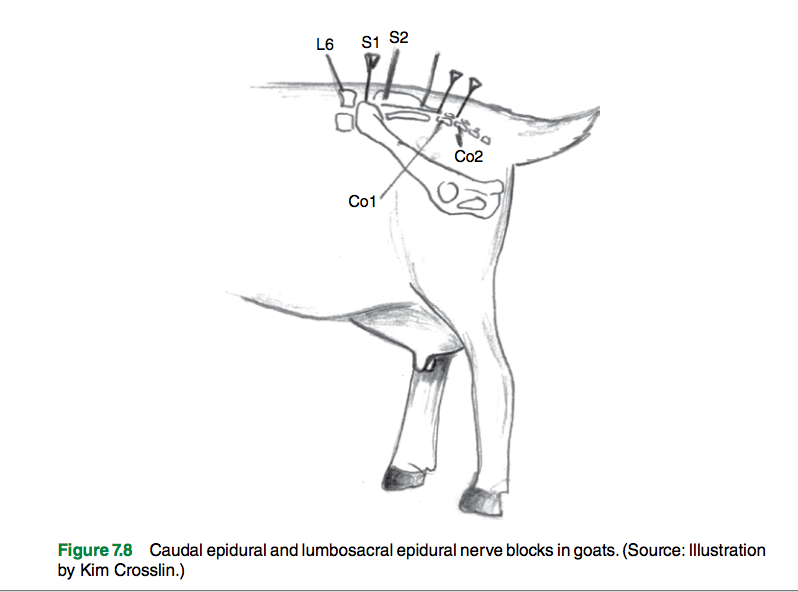 L6 S1 S2
Co2
Co1
Figure 7.8 Caudal epidural and lumbosacral epidural nerve blocks in goats. (Source: Illustration
by Kim Crosslin.)